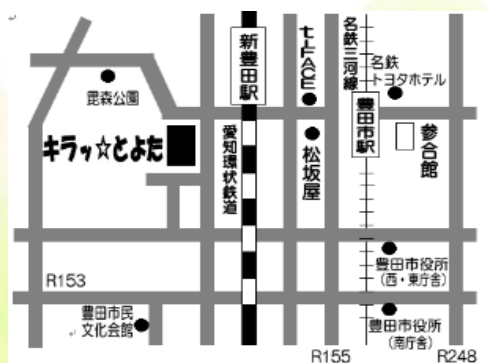 新豊田駅
t-FACE
名鉄三河線
名鉄
トヨタホテル
毘森公園
豊田市駅
キラッ☆とよた
愛知環状鉄道
松坂屋
参合館
豊田市役所
(西・東庁舎)
R153
豊田市民
文化会館
豊田市役所
(南庁舎)
R155
R248